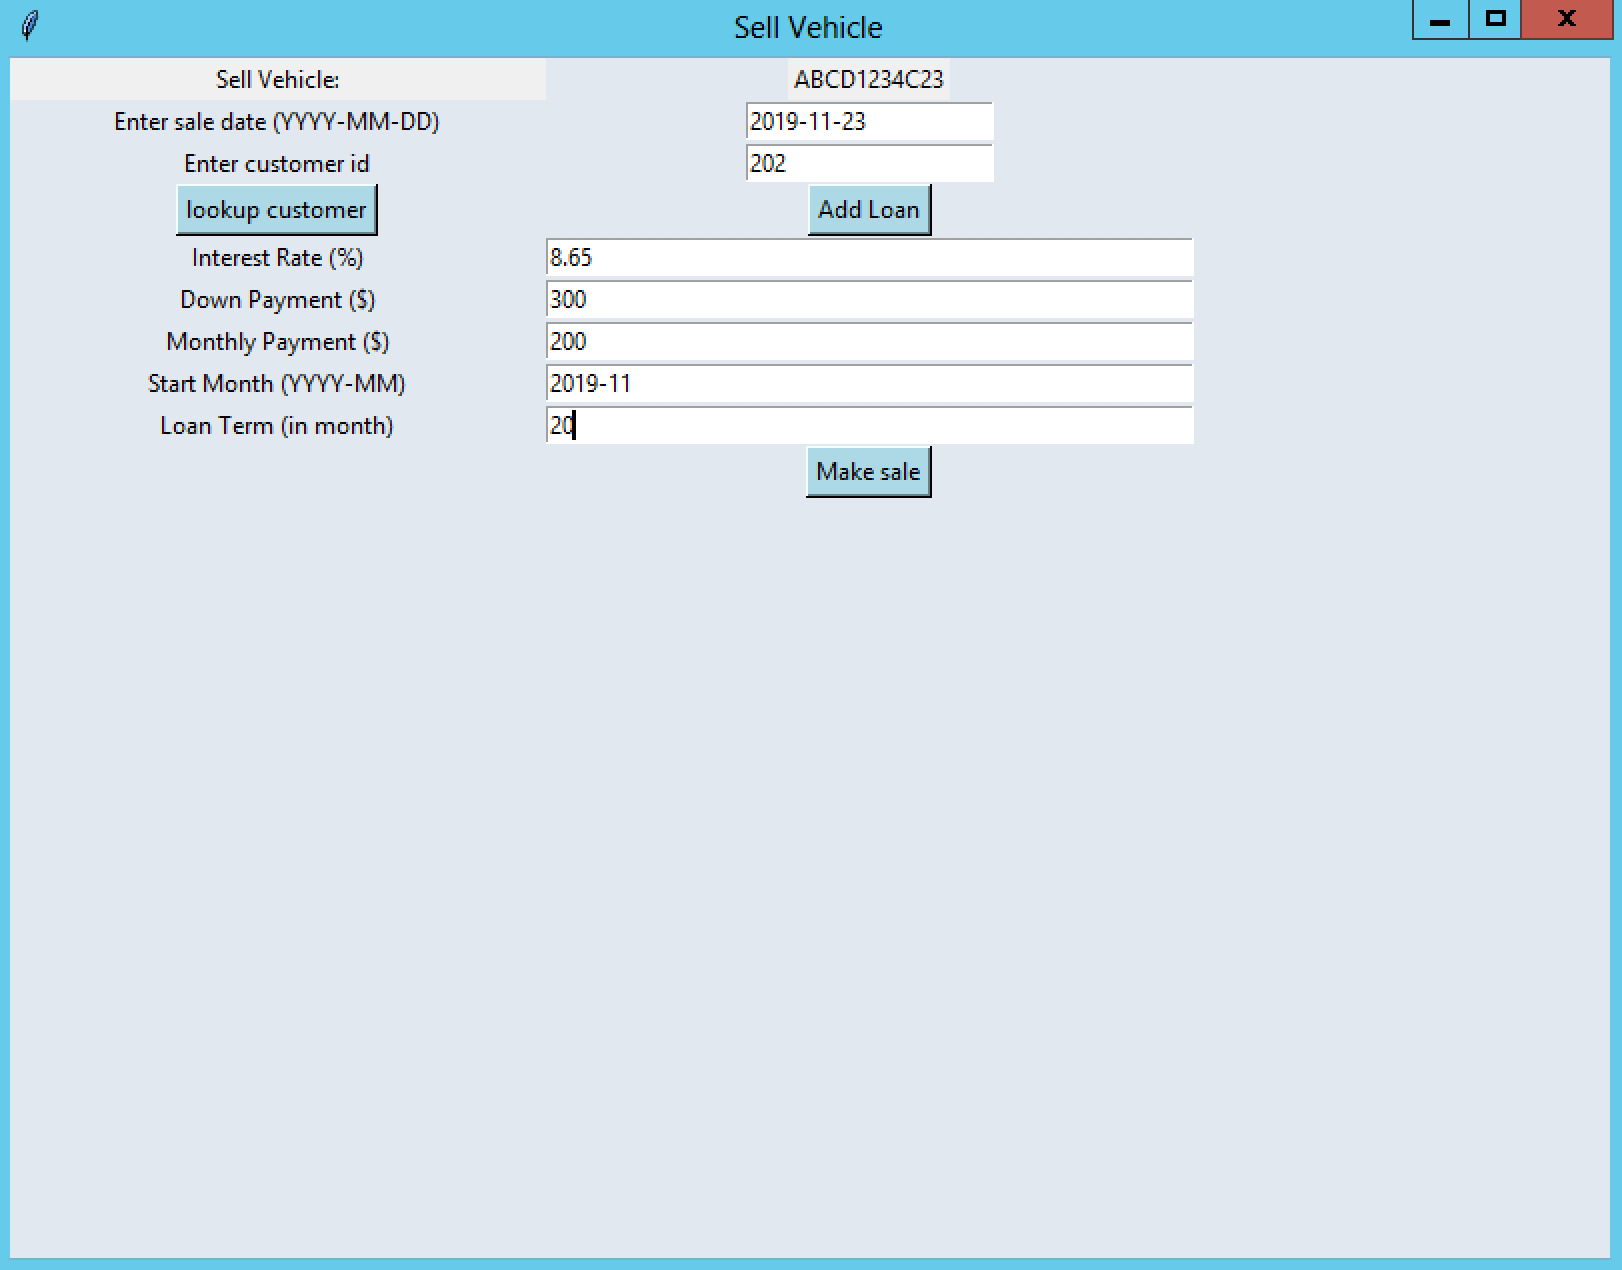 Sell Vehicle
Sell Vehicle: ABCD1234C23
Enter sale date (YYYY-MM-DD) 2019-11-23
Enter customer id 202
lookup customer Add Loan
Interest Rate (%) 8.65
Down Payment ($) 300
Monthly Payment ($) 200
Start Month (YYYY-MM) 2019-11
Loan Term (in month) 20
Make sale